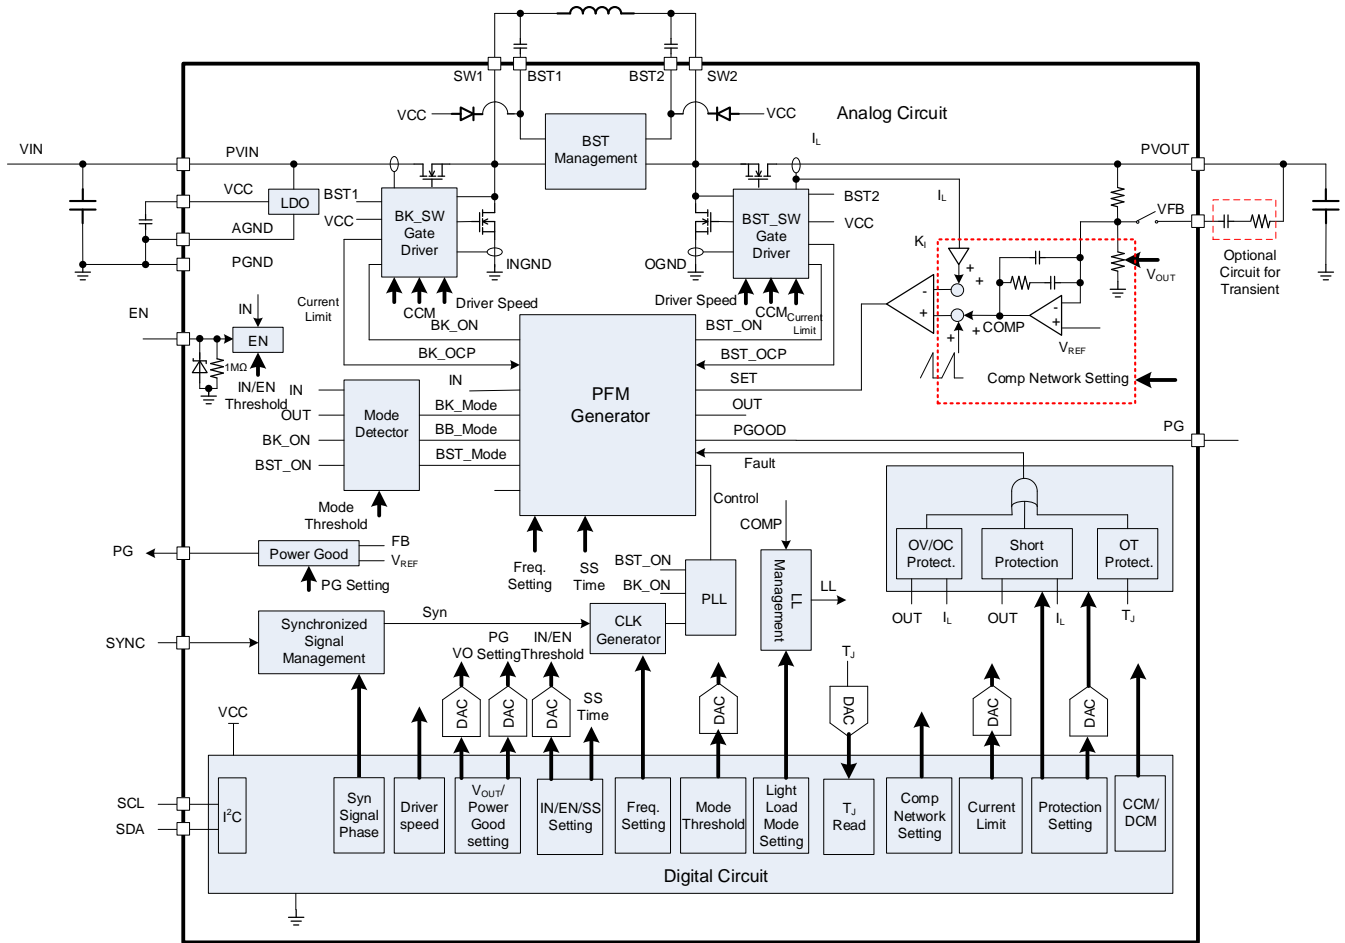 SW1
BST1
BST2
SW2
VCC
VCC
Analog Circuit
BST
Management
IL
VIN
PVIN
PVOUT
VCC
LDO
AGND
PGND
BST1
VCC
BK_SW
Gate
Driver
INGND
OGND
BST_SW
Gate
Driver
BST2
VCC
IL
KI
VFB
VOUT
Optional
Circuit for
Transient
Current
Limit
CCM
Driver Speed
Driver Speed
CCM
Current
Limit
+
+
-
+
+
+
COMP
-
+
VREF
Comp Network Setting
EN
IN
EN
1MΩ
IN/EN
Threshold
BK_ON
BK_OCP
IN
BK_Mode
BB_Mode
BST_Mode
PFM
Generator
BST_ON
BST_OCP
SET
OUT
PGOOD
Fault
Control
PG
IN
OUT
BK_ON
BST_ON
Mode
Detector
Mode
Threshold
PG
Power Good
FB
VREF
PG Setting
Freq.
Setting
SS
Time
BST_ON
BK_ON
PLL
COMP
LL
Management
LL
OV/OC
Protect.
Short
Protection
OT
Protect.
OUT
IL
OUT
IL
TJ
SYNC
Synchronized
Signal
Management
Syn
CLK
Generator
VO
PG
Setting
IN/EN
Threshold
SS
Time
TJ
DAC
DAC
DAC
DAC
DAC
DAC
DAC
VCC
SCL
SDA
I2C
Syn
Signal
Phase
Driver
speed
VOUT/
Power
Good
setting
IN/EN/SS
Setting
Freq.
Setting
Mode
Threshold
Light
Load
Mode
Setting
TJ
Read
Comp
Network
Setting
Current
Limit
Protection
Setting
CCM/
DCM
Digital Circuit